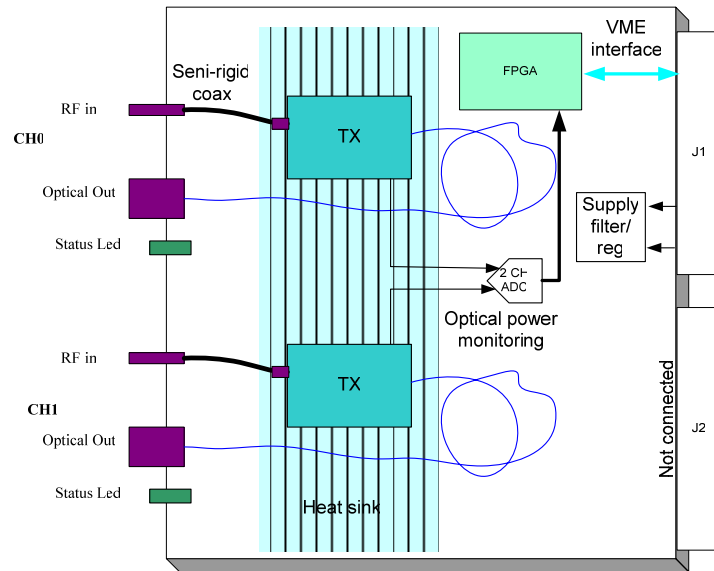 VME
interface
FPGA
Seni-rigid
coax
RF in
TX
CH0
J1
Optical Out
Supply
filter/
reg
Status Led
2 CH
ADC
Optical power
monitoring
RF in
TX
CH1
Optical Out
Not connected
J2
Status Led
Heat sink